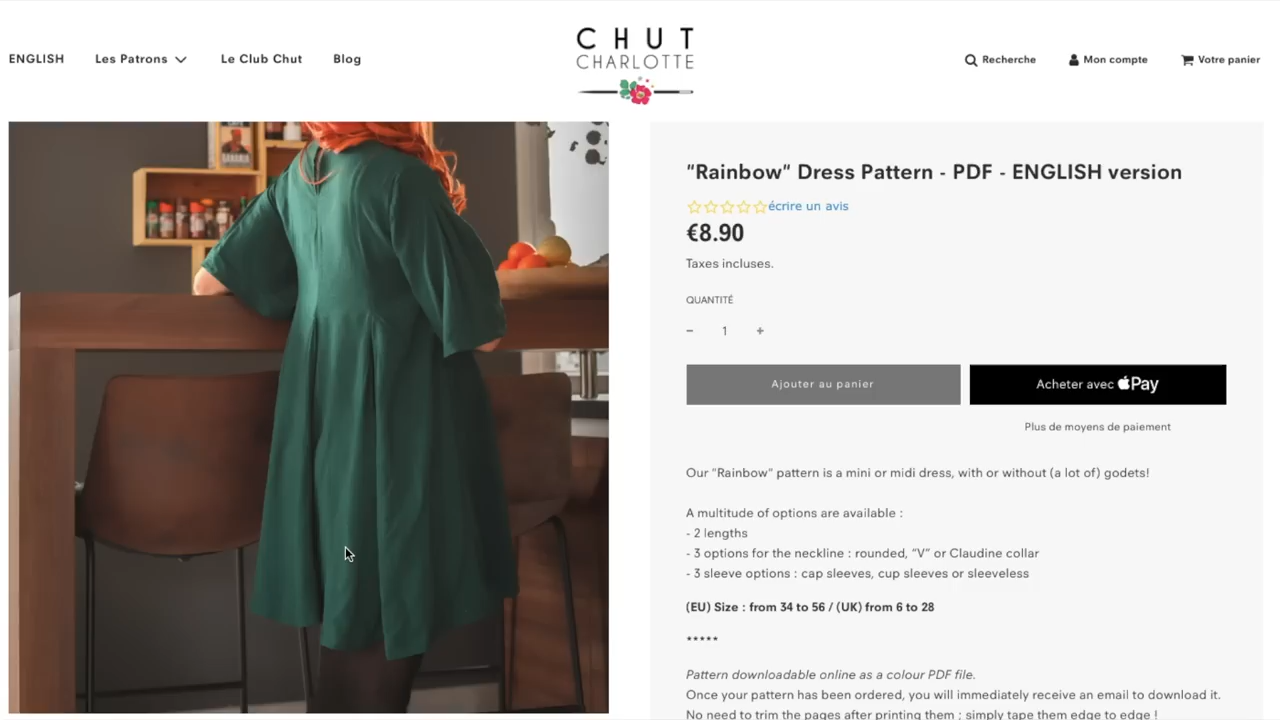 CHUT
CHARLOTTE
ENGLISH
Les Patrons
Le Club Chut
Blog
Recherche
Mon compte
Votre panier
"Rainbow" Dress Pattern - PDF - ENGLISH version
écrire un avis
€8.90
Taxes incluses.
QUANTITÉ
− 1 +
Ajouter au panier
Acheter avec Pay
Plus de moyens de paiement
Our "Rainbow" pattern is a mini or midi dress, with or without (a lot of) godets!
A multitude of options are available :
- 2 lengths
- 3 options for the neckline : rounded, "V" or Claudine collar
- 3 sleeve options : cap sleeves, cup sleeves or sleeveless
(EU) Size : from 34 to 56 / (UK) from 6 to 28
*****
Pattern downloadable online as a colour PDF file.
Once your pattern has been ordered, you will immediately receive an email to download it.
No need to trim the pages after printing them ; simply tape them edge to edge !